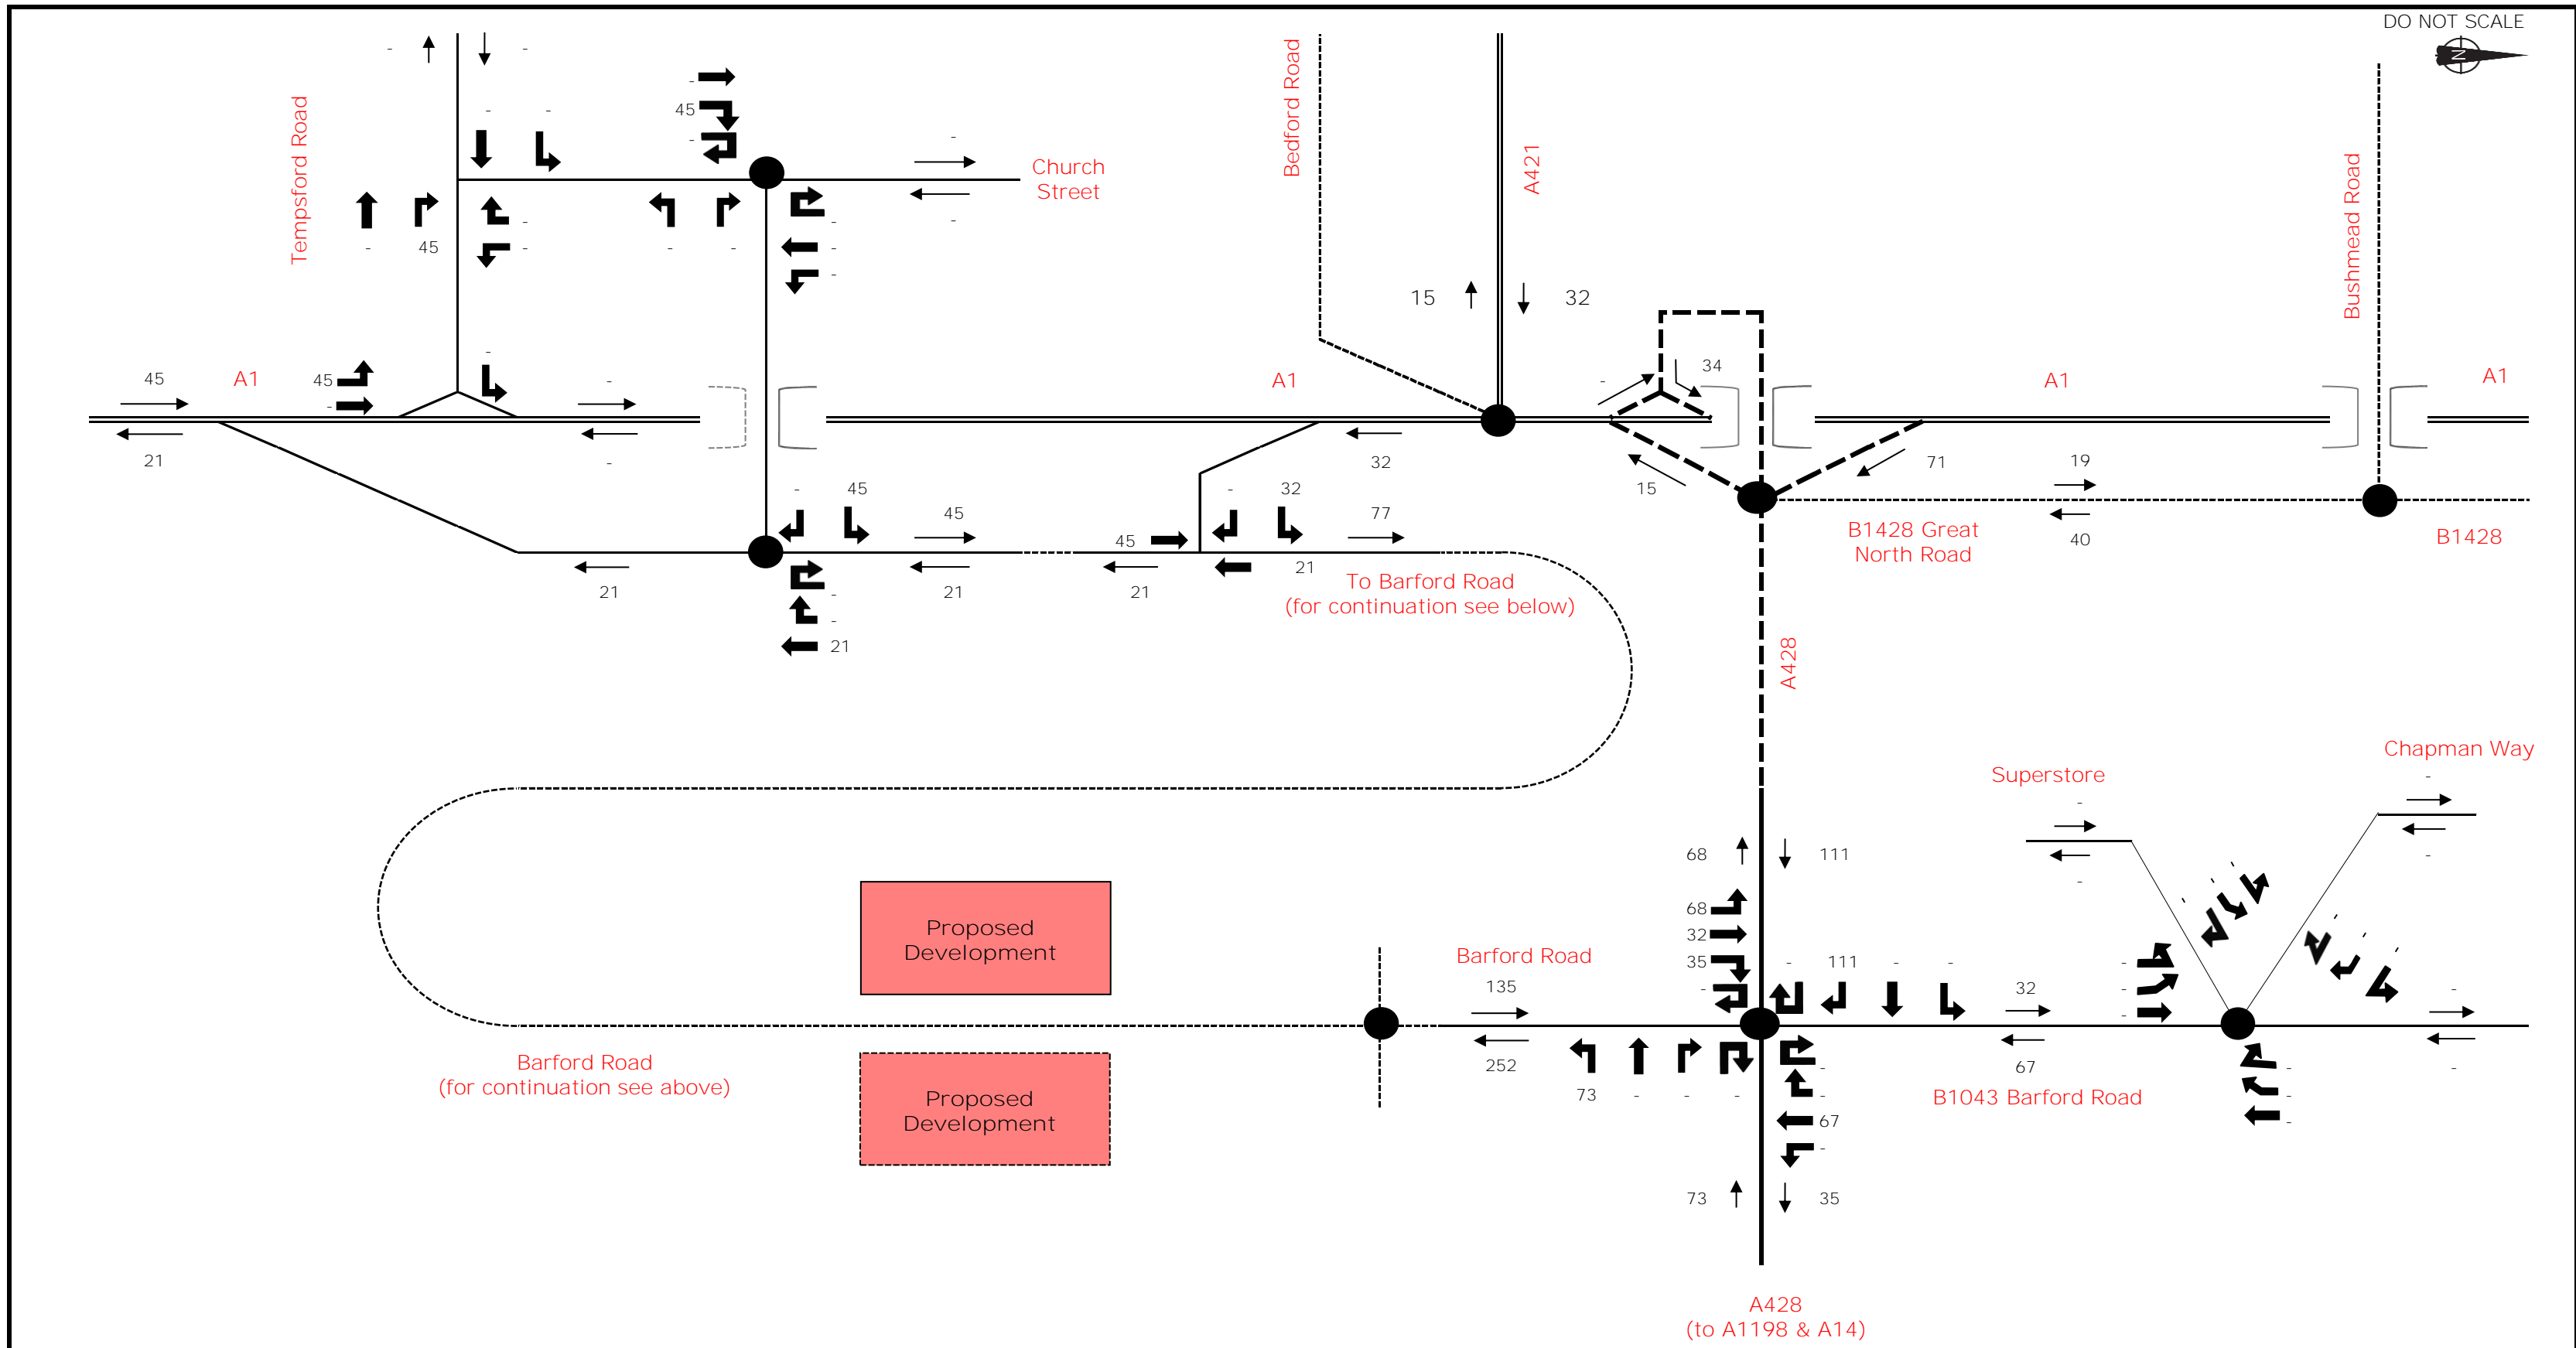 DO NOT SCALE
N
- -
Tempsford Road
- -
- 45
-
-
-
45
-
- -
-
-
-
-
-
Church
Street
Bedford Road
A421
15 32
Bushmead Road
45
A1
45
-
-
-
21
-
A1
32
-
34
15
71
A1
19
40
A1
B1428 Great
North Road
B1428
- 45
45
21
21
-
-
21
45
21
- 32
77
21
To Barford Road
(for continuation see below)
A428
Superstore
-
-
Chapman Way
-
-
68 111
68
32
35
-
- 111 - -
Proposed
Development
Barford Road
135
252
73 - - -
-
-
67
-
32
67
B1043 Barford Road
-
-
-
-
-
-
-
-
-
-
-
-
-
-
Barford Road
(for continuation see above)
Proposed
Development
73 35
A428
(to A1198 & A14)